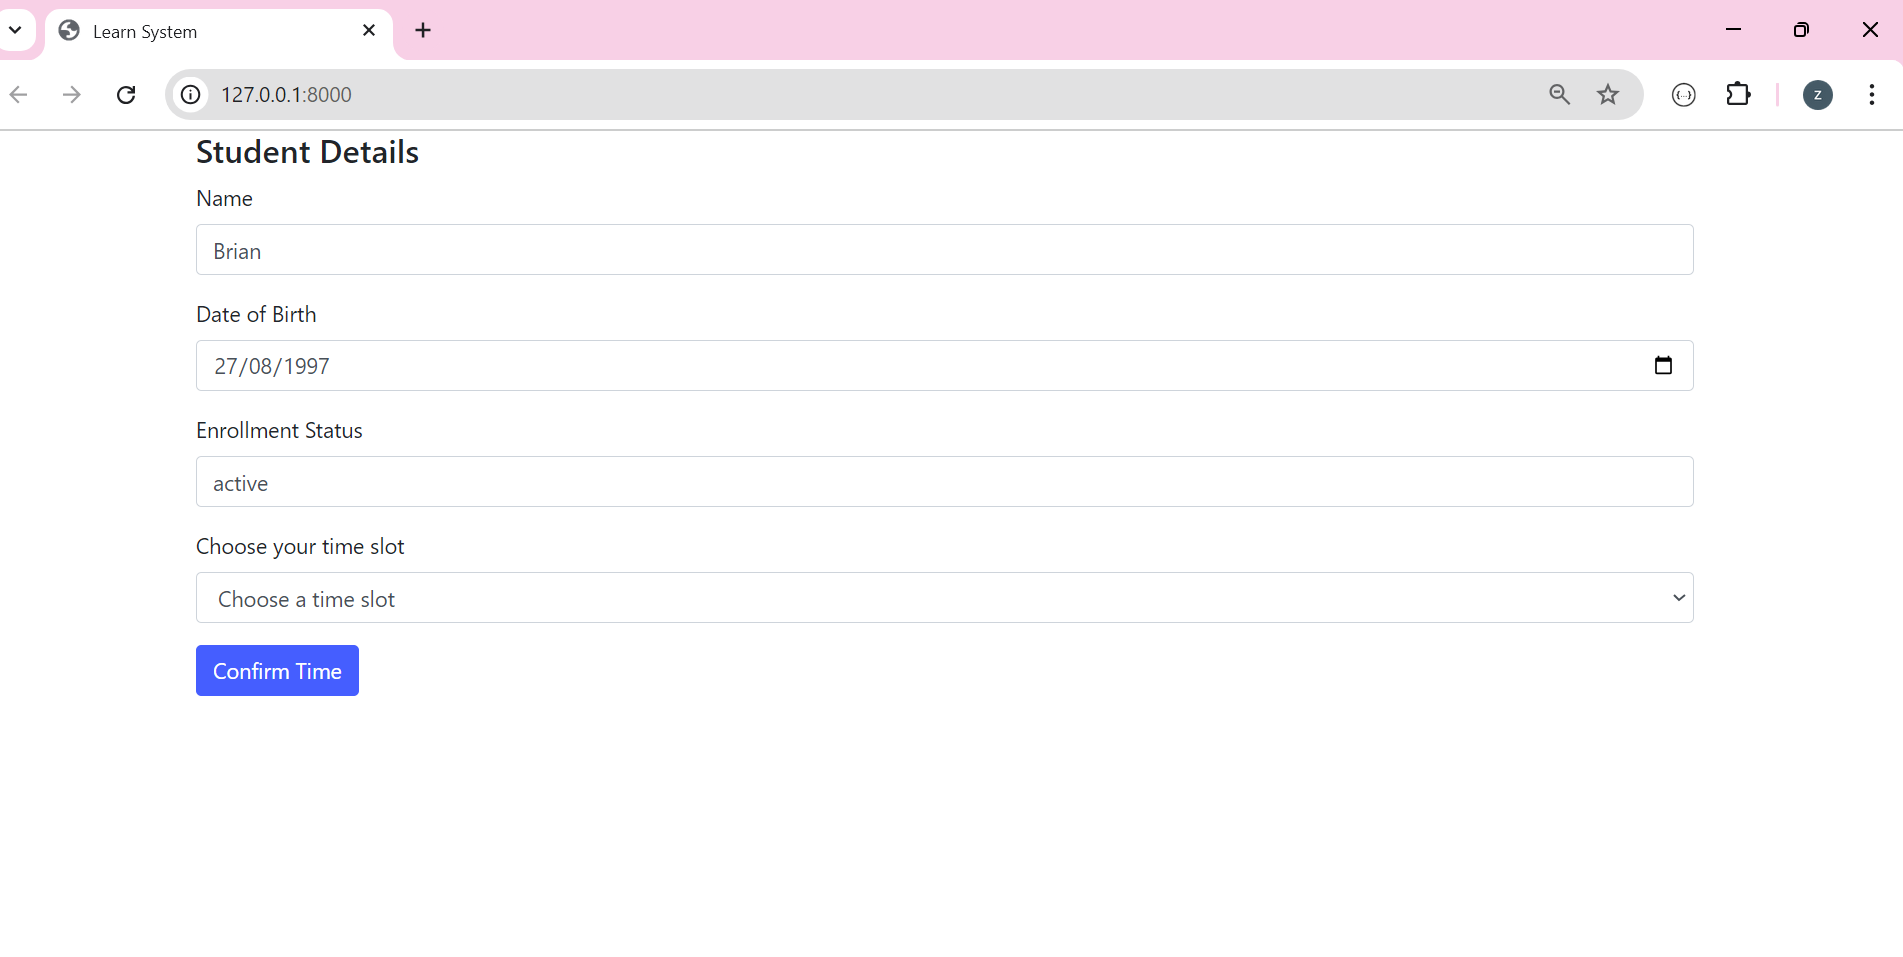 Learn System
127.0.0.1:8000
z
Student Details
Name
Brian
Date of Birth
27/08/1997
Enrollment Status
active
Choose your time slot
Choose a time slot
Confirm Time